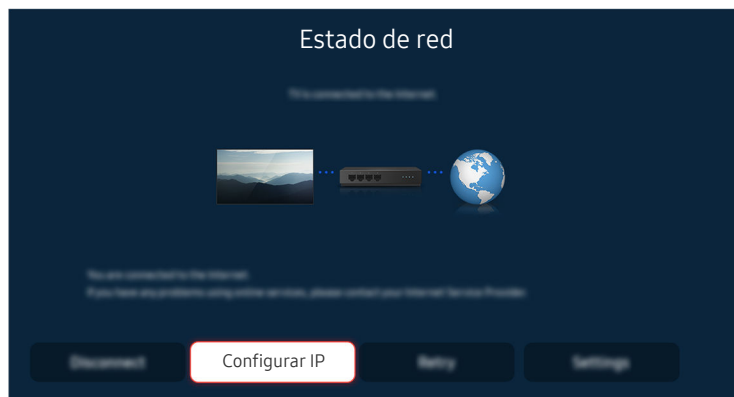 Estado de red
TV is connected to the Internet.
You are connected to the Internet.
If you have any problems using online services, please contact your Internet Service Provider.
Disconnect
Configurar IP
Retry
Settings